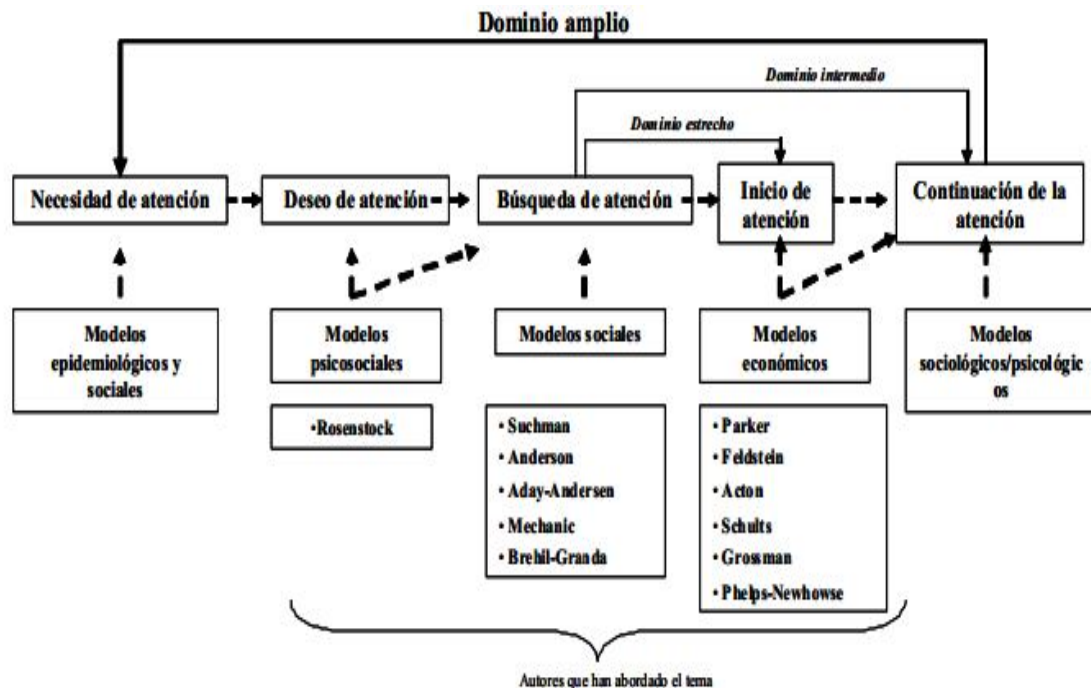 Dominio amplio
Dominio intermedio
Dominio estrecho
Necesidad de atención
Deseo de atención
Búsqueda de atención
Inicio de
atención
Continuación de la
atención
Modelos
epidemiológicos y
sociales
Modelos
psicosociales
Modelos sociales
Modelos
económicos
Modelos
sociológicos/psicológic
os
•Rosenstock
• Suchman
• Anderson
• Aday-Andersen
• Mechanic
• Brehil-Granda
• Parker
• Feldstein
• Acton
• Schults
• Grossman
• Phelps-Newhowse
Autores que han abordado el tema